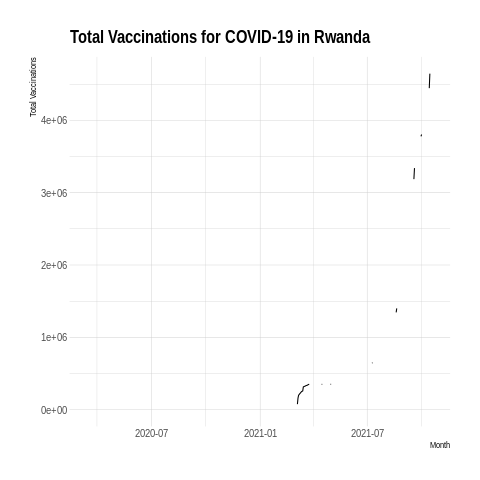 Total Vaccinations for COVID-19 in Rwanda
Total Vaccinations
4e+06
3e+06
2e+06
1e+06
0e+00
2020-07
2021-01
2021-07
Month